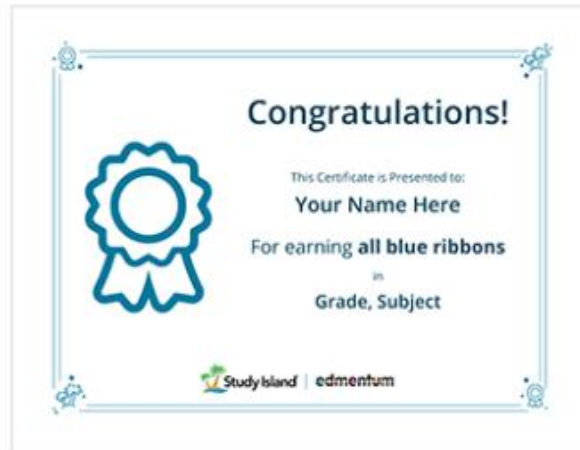 Congratulations!
This Certificate is Presented to:
Your Name Here
For earning all blue ribbons
in
Grade, Subject
Study Island | edmentum